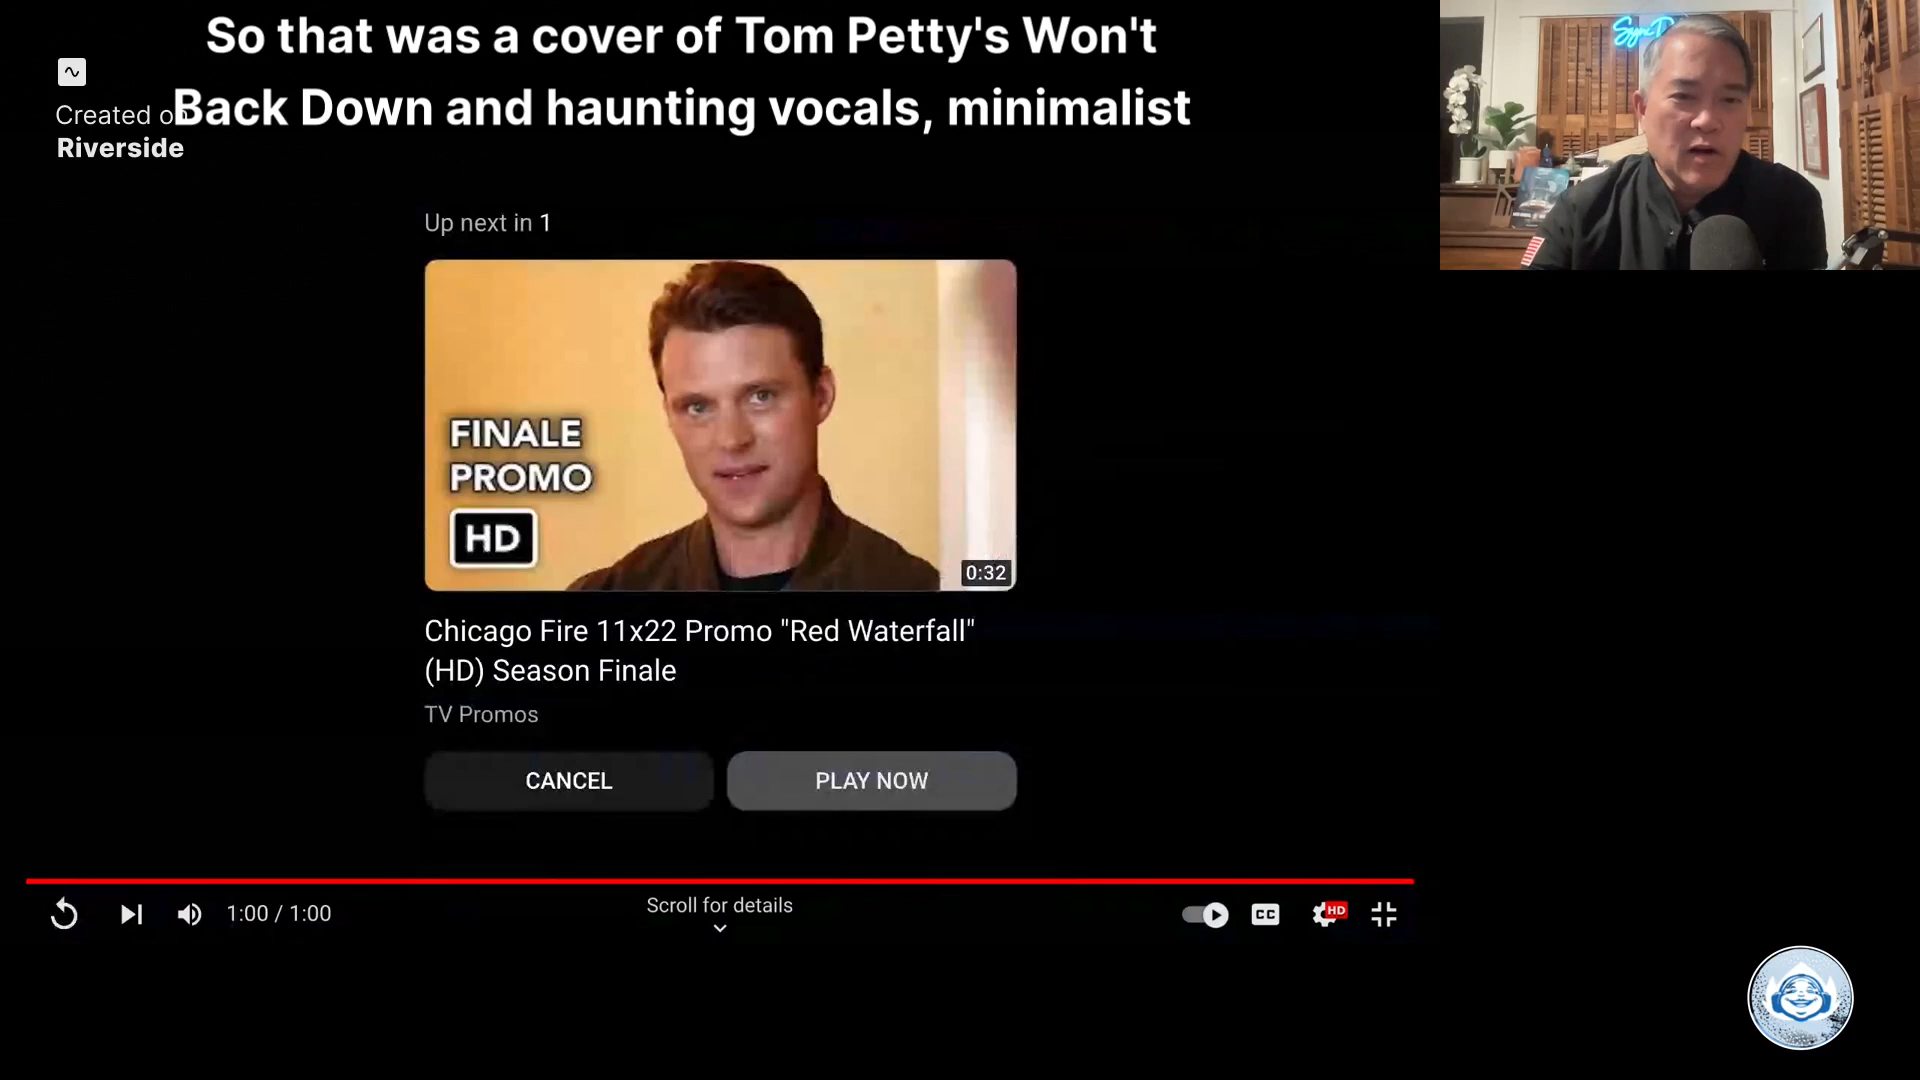 So that was a cover of Tom Petty's Won't
Back Down and haunting vocals, minimalist
Created on
Riverside
Up next in 1
FINALE
PROMO
HD
0:32
Chicago Fire 11x22 Promo "Red Waterfall"
(HD) Season Finale
TV Promos
CANCEL
PLAY NOW
1:00 / 1:00
Scroll for details
CC
HD